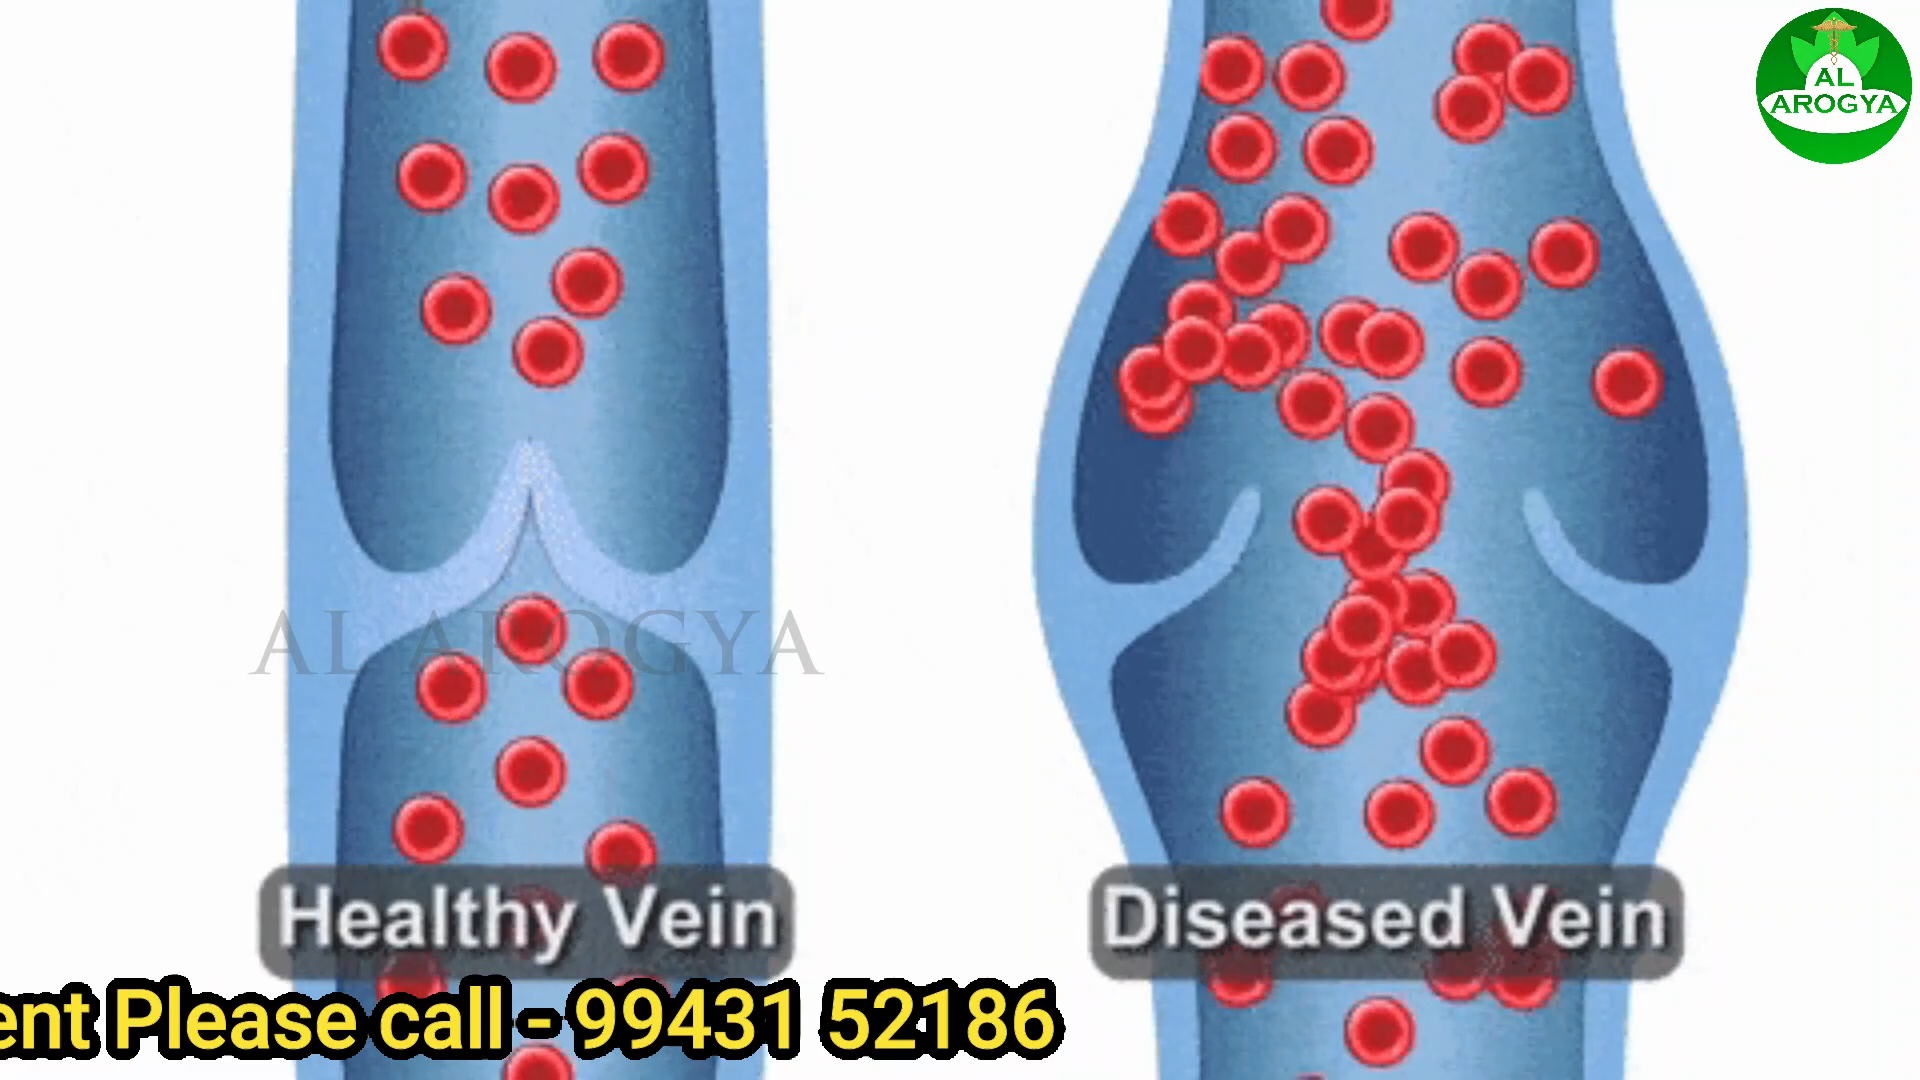 AL
AROGYA
AL AROGYA
Healthy Vein
Diseased Vein
ent Please call - 99431 52186